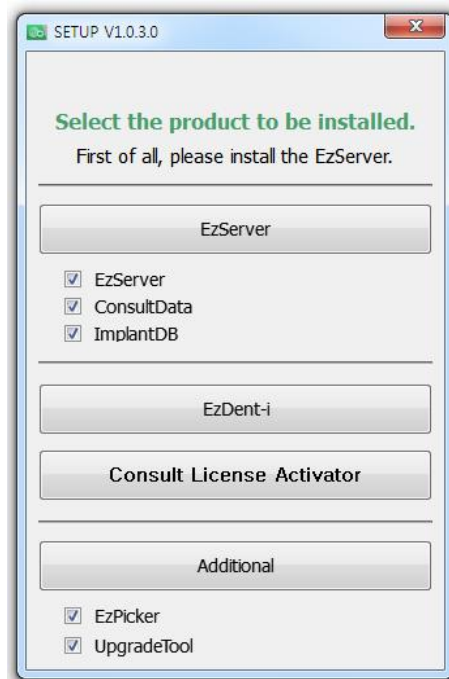 SETUP V1.0.3.0
Select the product to be installed.
First of all, please install the EzServer.
EzServer
EzServer
ConsultData
ImplantDB
EzDent-i
Consult License Activator
Additional
EzPicker
UpgradeTool